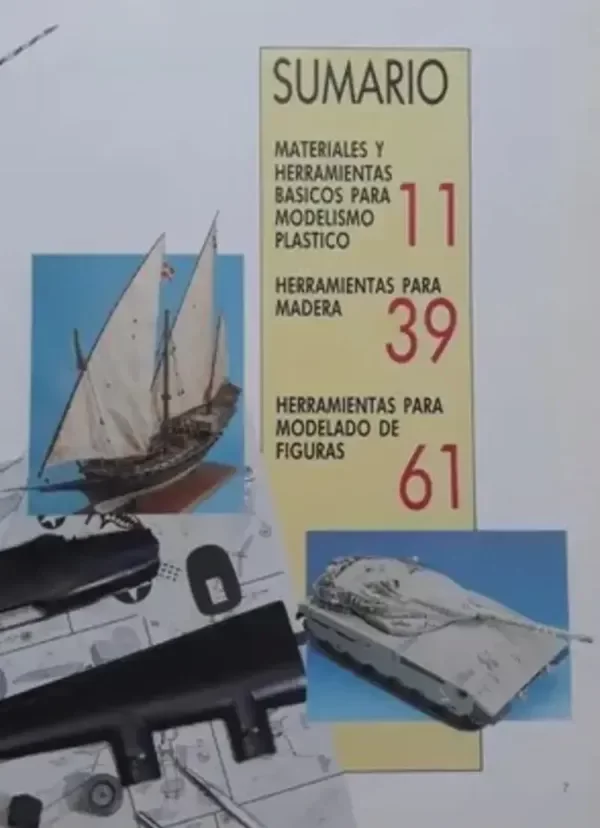 SUMARIO
MATERIALES Y
HERRAMIENTAS
BASICOS PARA
MODELISMO
PLASTICO
11
HERRAMIENTAS PARA
MADERA
39
HERRAMIENTAS PARA
MODELADO DE
FIGURAS
61
7